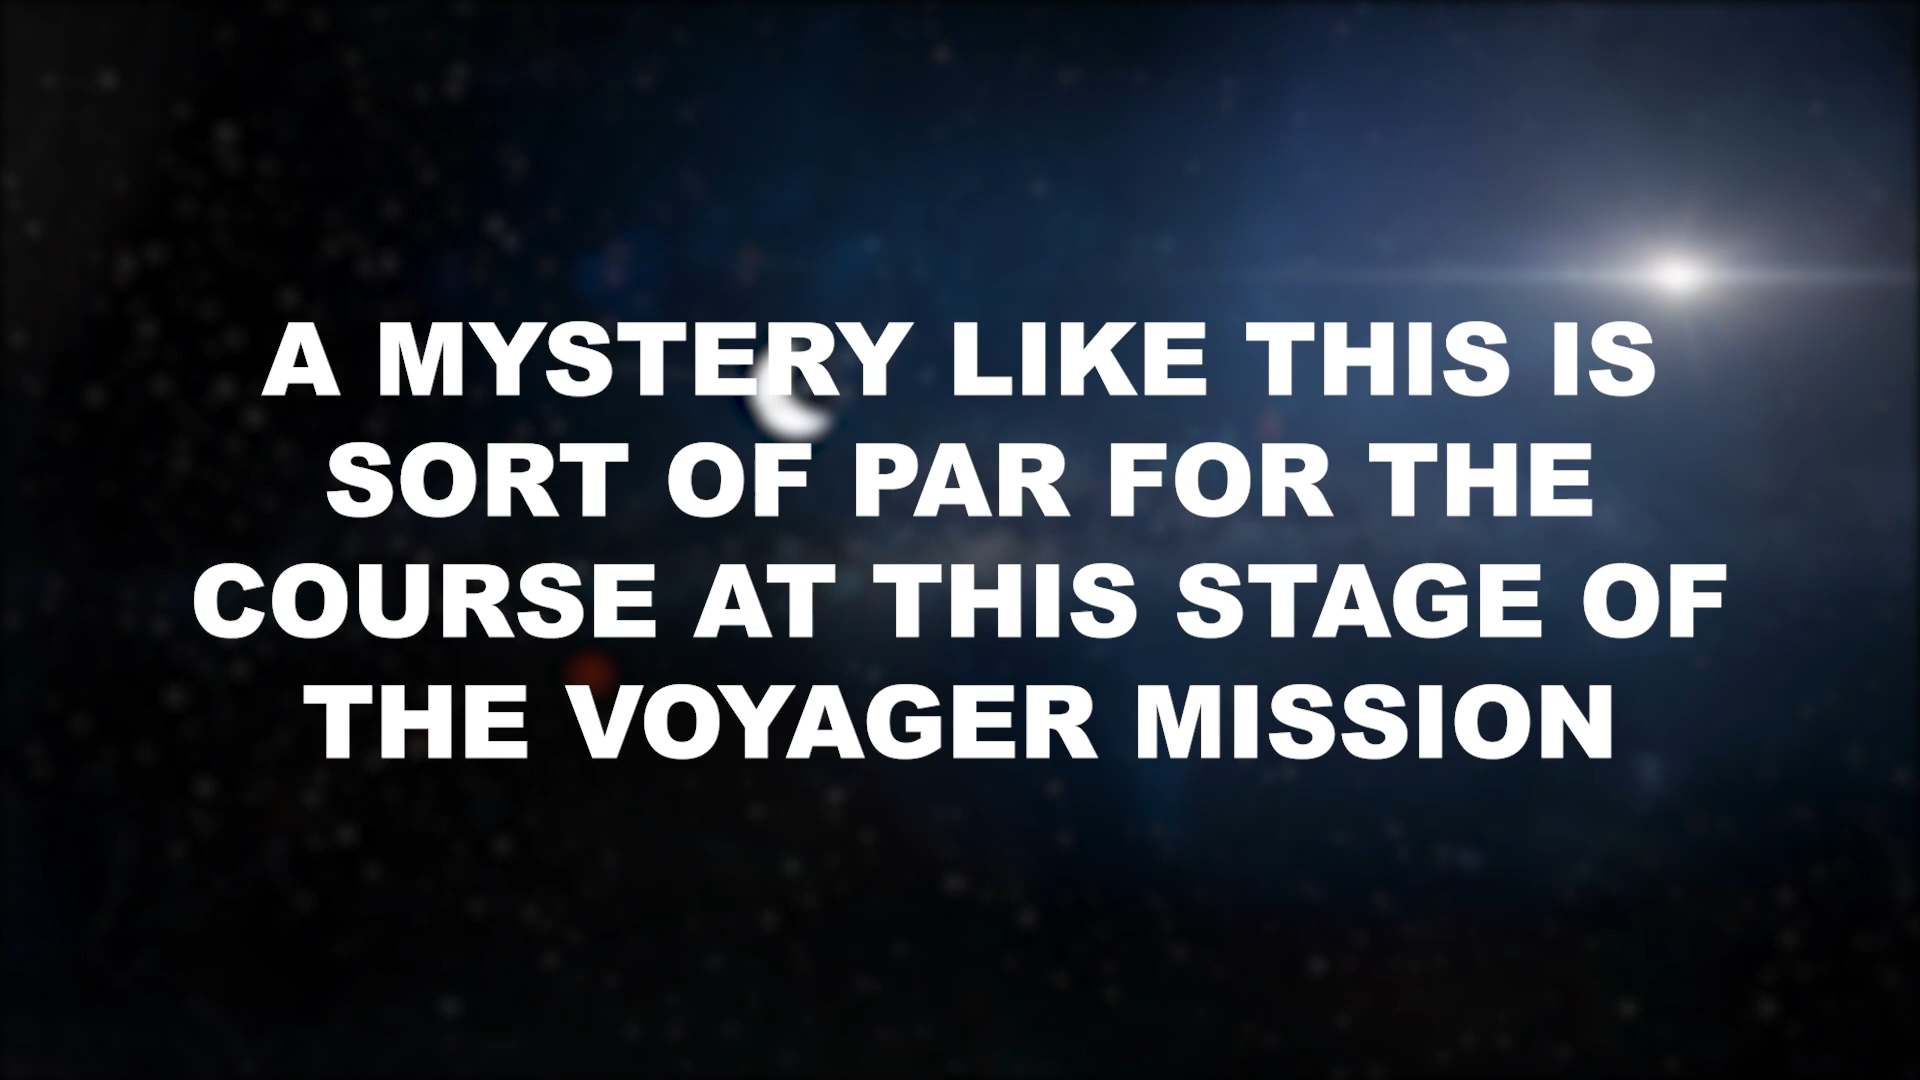 A MYSTERY LIKE THIS IS
SORT OF PAR FOR THE
COURSE AT THIS STAGE OF
THE VOYAGER MISSION